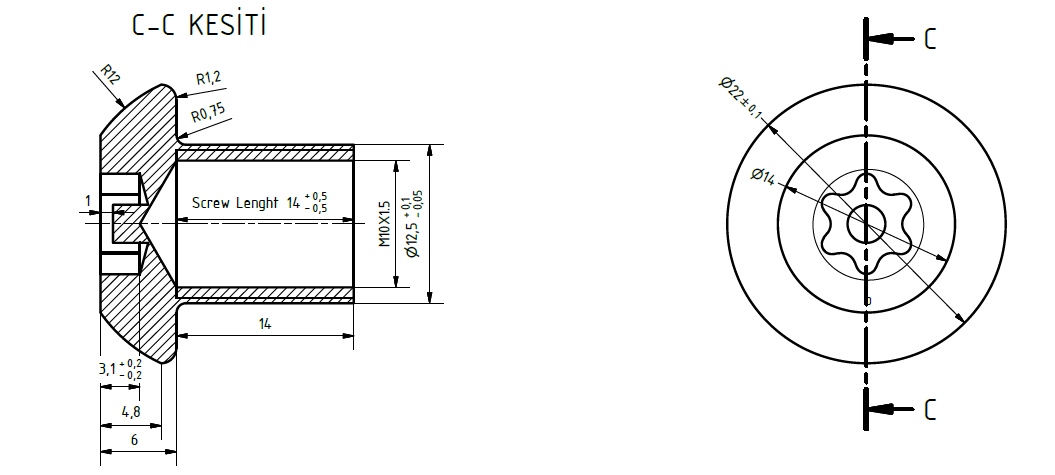 C-C KESİTİ
C
R12
R1,2
R0,75
Ø22±0,1
Ø14
1
Screw Lenght 14 +0,5 -0,5
M10X1.5
Ø12,5 +0,1 -0,05
14
3,1 +0,2 -0,2
4,8
6
C